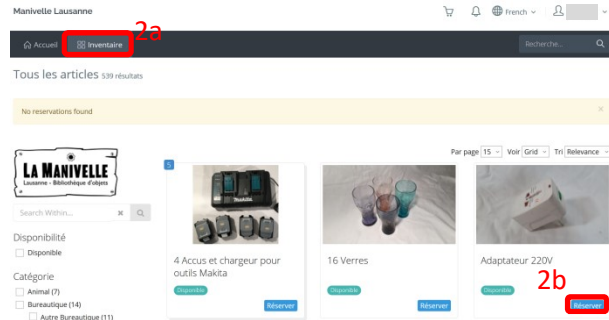 Manivelle Lausanne
French
2a
Accueil
Inventaire
Recherche...
Tous les articles 539 résultats
No reservations found
×
Par page 15 Voir Grid Tri Relevance
LA MANIVELLE
Lausanne - Bibliothèque d'objets
Search Within...
Disponibilité
Disponible
Catégorie
Animal (7)
Bureautique (14)
Autre Bureautique (11)
5
makita
4 Accus et chargeur pour
outils Makita
Disponible
Réserver
16 Verres
Disponible
Réserver
Adaptateur 220V
2b
Disponible
Réserver